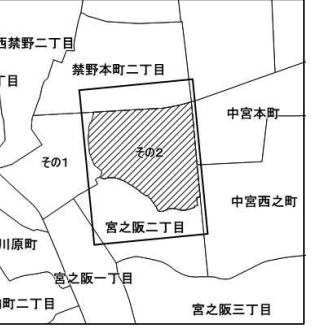 西禁野二丁目
禁野本町二丁目
丁目
中宮本町
その1
その2
中宮西之町
宮之阪二丁目
川原町
宮之阪一丁目
町二丁目
宮之阪三丁目